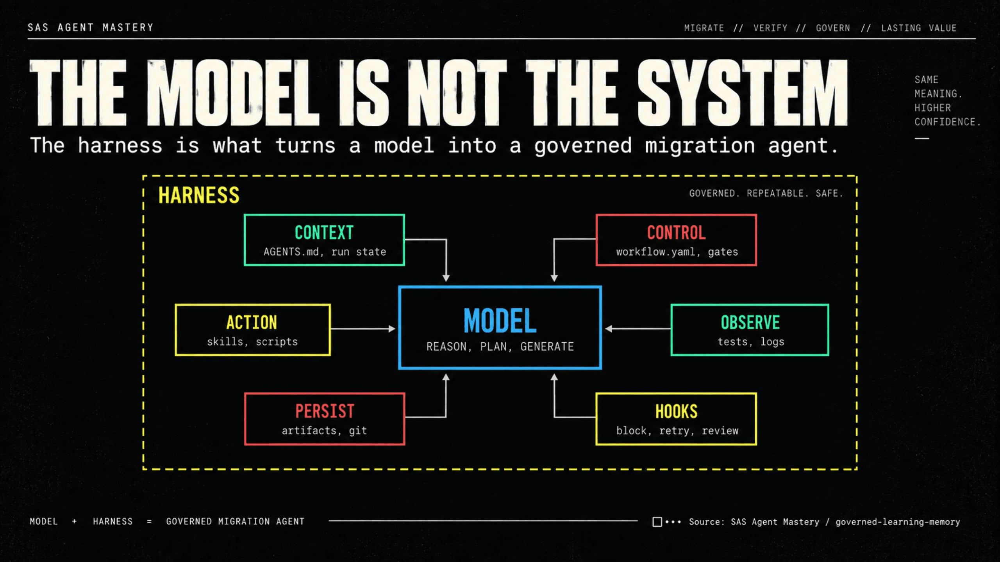 SAS AGENT MASTERY
MIGRATE // VERIFY // GOVERN // LASTING VALUE
THE MODEL IS NOT THE SYSTEM
The harness is what turns a model into a governed migration agent.
SAME
MEANING.
HIGHER
CONFIDENCE.
HARNESS
GOVERNED. REPEATABLE. SAFE.
CONTEXT
AGENTS.md, run state
CONTROL
workflow.yaml, gates
ACTION
skills, scripts
MODEL
REASON, PLAN, GENERATE
OBSERVE
tests, logs
PERSIST
artifacts, git
HOOKS
block, retry, review
MODEL + HARNESS = GOVERNED MIGRATION AGENT
Source: SAS Agent Mastery / governed-learning-memory